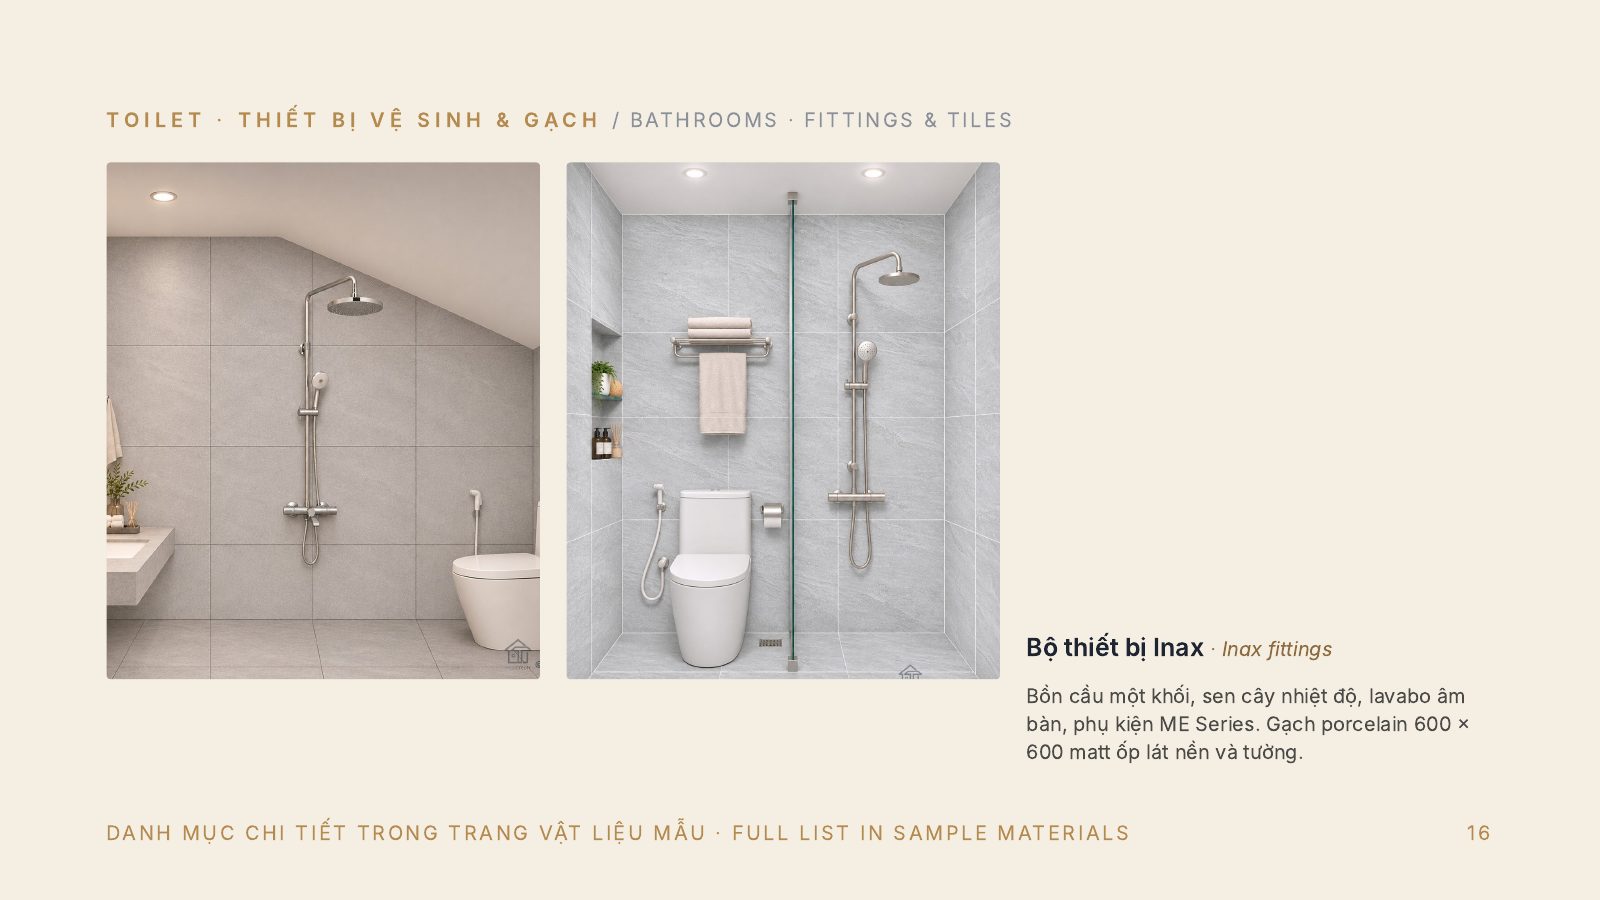 TOILET · THIẾT BỊ VỆ SINH & GẠCH / BATHROOMS · FITTINGS & TILES
Bộ thiết bị Inax · Inax fittings
Bồn cầu một khối, sen cây nhiệt độ, lavabo âm
bàn, phụ kiện ME Series. Gạch porcelain 600 ×
600 matt ốp lát nền và tường.
DANH MỤC CHI TIẾT TRONG TRANG VẬT LIỆU MẪU · FULL LIST IN SAMPLE MATERIALS
16